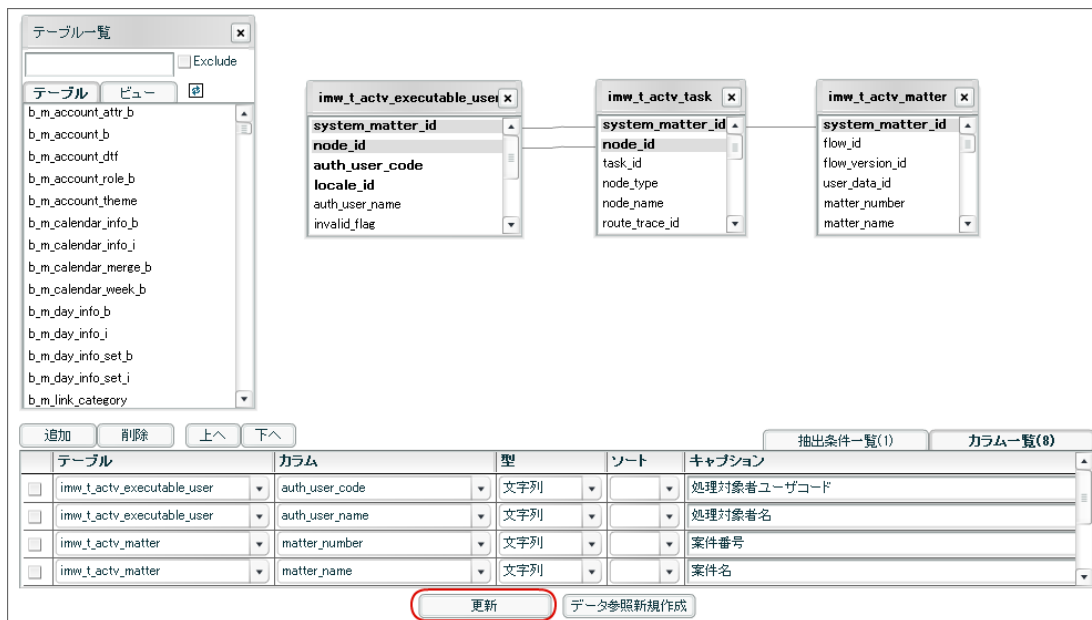 テーブル一覧
Exclude
テーブル ビュー
b_m_account_attr_b
b_m_account_b
b_m_account_dtf
b_m_account_role_b
b_m_account_theme
b_m_calendar_info_b
b_m_calendar_info_i
b_m_calendar_merge_b
b_m_calendar_week_b
b_m_day_info_b
b_m_day_info_i
b_m_day_info_set_b
b_m_day_info_set_i
b_m_link_category
imw_t_actv_executable_user
system_matter_id
node_id
auth_user_code
locale_id
auth_user_name
invalid_flag
imw_t_actv_task
system_matter_id
node_id
task_id
node_type
node_name
route_trace_id
imw_t_actv_matter
system_matter_id
flow_id
flow_version_id
user_data_id
matter_number
matter_name
追加 削除 上へ 下へ
抽出条件一覧(1) カラム一覧(8)
テーブル カラム 型 ソート キャプション
imw_t_actv_executable_user auth_user_code 文字列 処理対象者ユーザコード
imw_t_actv_executable_user auth_user_name 文字列 処理対象者名
imw_t_actv_matter matter_number 文字列 案件番号
imw_t_actv_matter matter_name 文字列 案件名
更新 データ参照新規作成